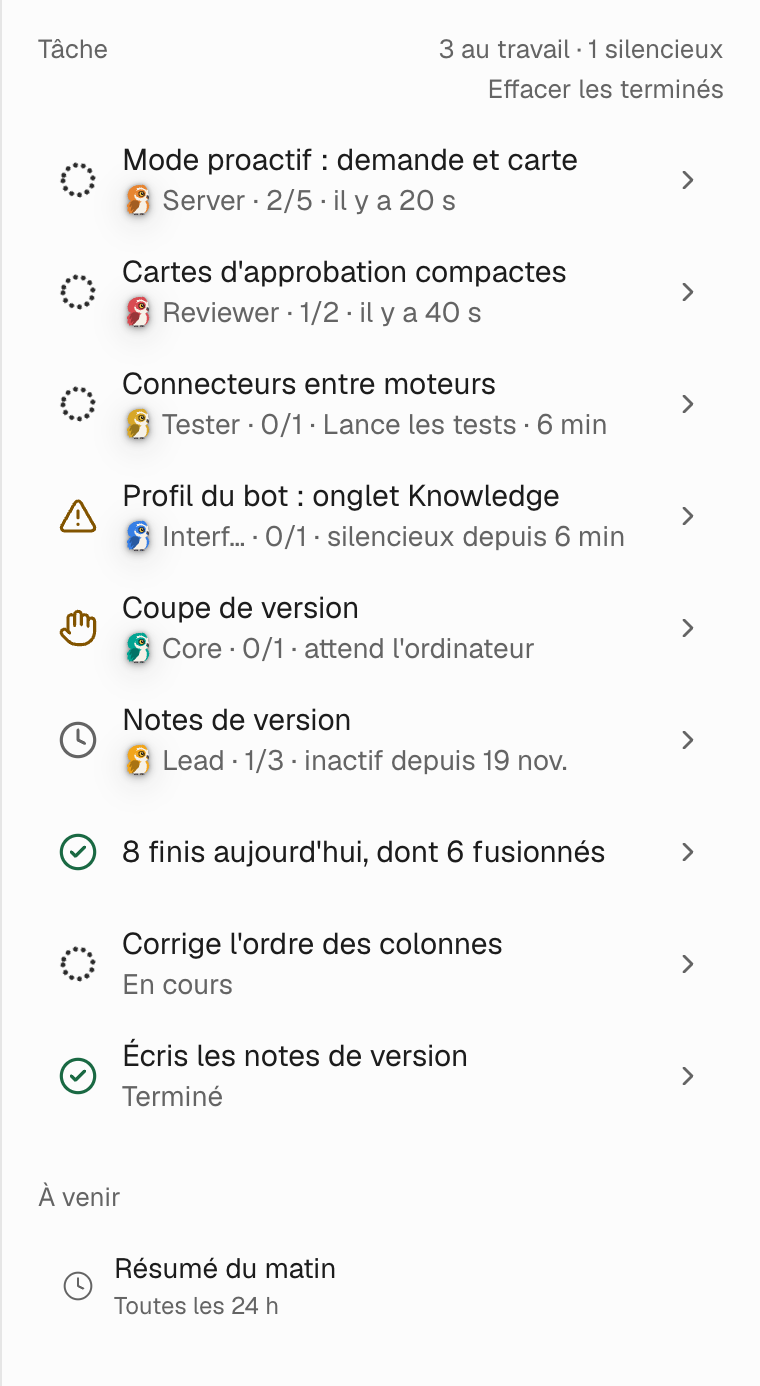 Tâche
3 au travail · 1 silencieux
Effacer les terminés
Mode proactif : demande et carte
Server · 2/5 · il y a 20 s
Cartes d'approbation compactes
Reviewer · 1/2 · il y a 40 s
Connecteurs entre moteurs
Tester · 0/1 · Lance les tests · 6 min
Profil du bot : onglet Knowledge
Interf... · 0/1 · silencieux depuis 6 min
Coupe de version
Core · 0/1 · attend l'ordinateur
Notes de version
Lead · 1/3 · inactif depuis 19 nov.
8 finis aujourd'hui, dont 6 fusionnés
Corrige l'ordre des colonnes
En cours
Écris les notes de version
Terminé
À venir
Résumé du matin
Toutes les 24 h